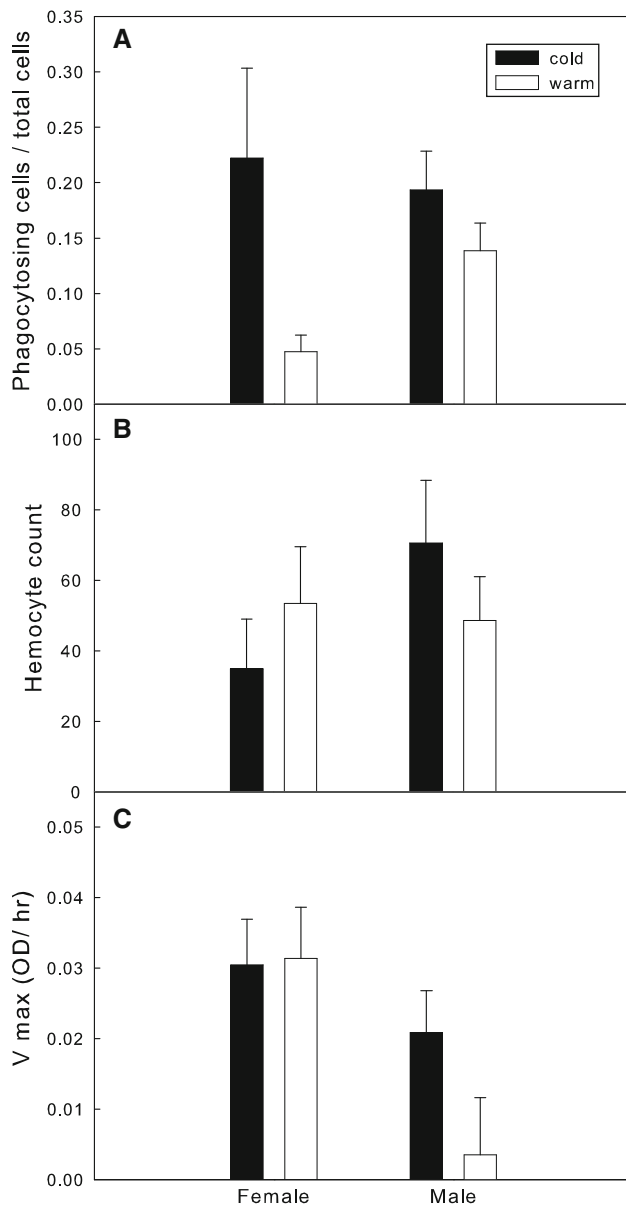 A
cold
warm
Phagocytosing cells / total cells
0.35
0.30
0.25
0.20
0.15
0.10
0.05
0.00
B
Hemocyte count
100
80
60
40
20
0
C
V max (OD/ hr)
0.05
0.04
0.03
0.02
0.01
0.00
Female
Male